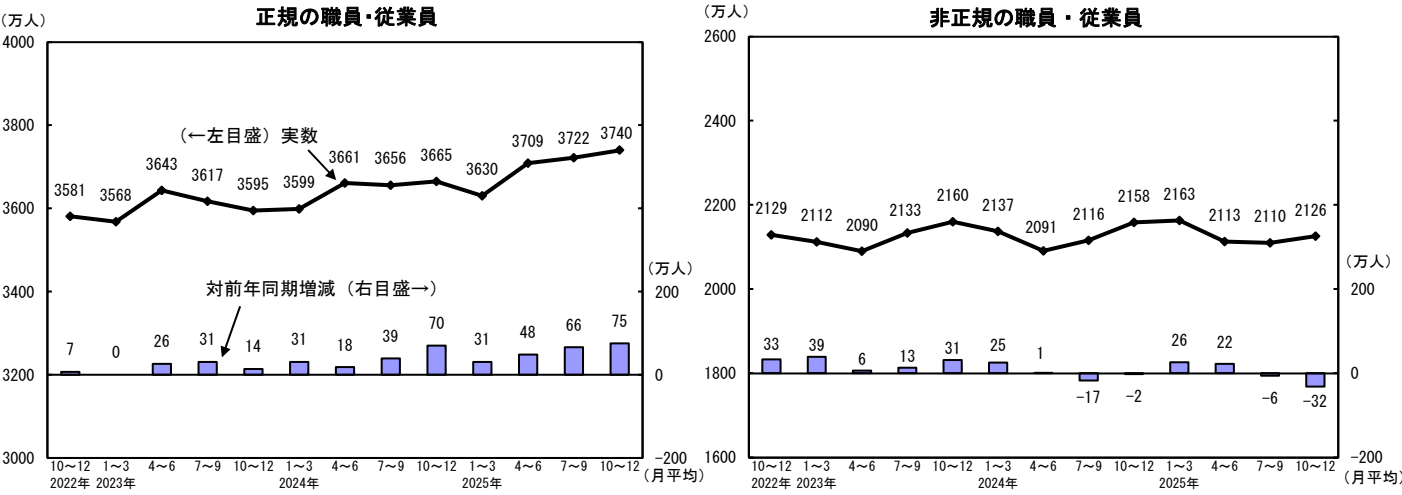 正規の職員・従業員
（万人）
4000
3800
3600
3400
3200
3000
（←左目盛）実数
3581 3568 3643 3617 3595 3599 3661 3656 3665 3630 3709 3722 3740
対前年同期増減（右目盛→）
（万人）
200
0
-200
7 0 26 31 14 31 18 39 70 31 48 66 75
10～12 1～3 4～6 7～9 10～12 1～3 4～6 7～9 10～12 1～3 4～6 7～9 10～12
2022年 2023年 2024年 2025年
（月平均）
非正規の職員・従業員
（万人）
2600
2400
2200
2000
1800
1600
2129 2112 2090 2133 2160 2137 2091 2116 2158 2163 2113 2110 2126
（万人）
200
0
-200
33 39 6 13 31 25 1 -17 -2 26 22 -6 -32
10～12 1～3 4～6 7～9 10～12 1～3 4～6 7～9 10～12 1～3 4～6 7～9 10～12
2022年 2023年 2024年 2025年
（月平均）